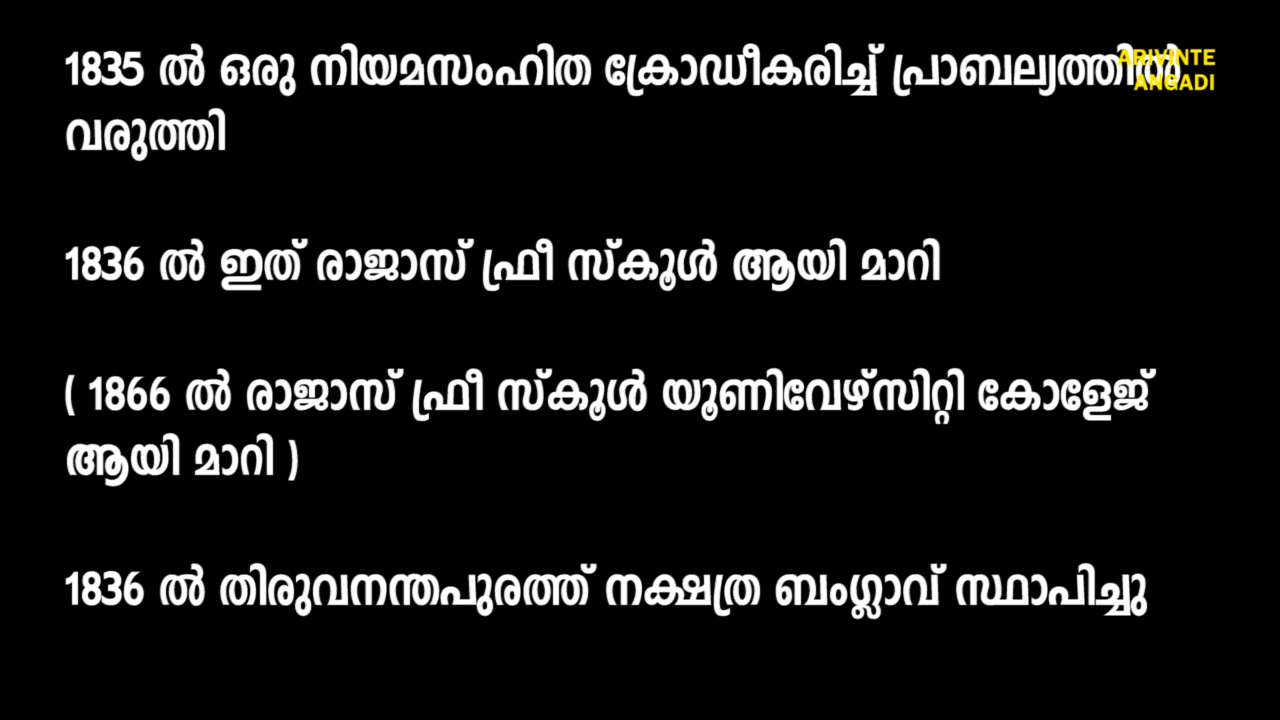 1835 ൽ ഒരു നിയമസംഹിത ക്രോഡീകരിച്ച് പ്രാബല്യത്തിൽ
ARIVINTE
ANGADI
വരുത്തി
1836 ൽ ഇത് രാജാസ് ഫ്രീ സ്കൂൾ ആയി മാറി
( 1866 ൽ രാജാസ് ഫ്രീ സ്കൂൾ യൂണിവേഴ്സിറ്റി കോളേജ്
ആയി മാറി )
1836 ൽ തിരുവനന്തപുരത്ത് നക്ഷത്ര ബംഗ്ലാവ് സ്ഥാപിച്ചു